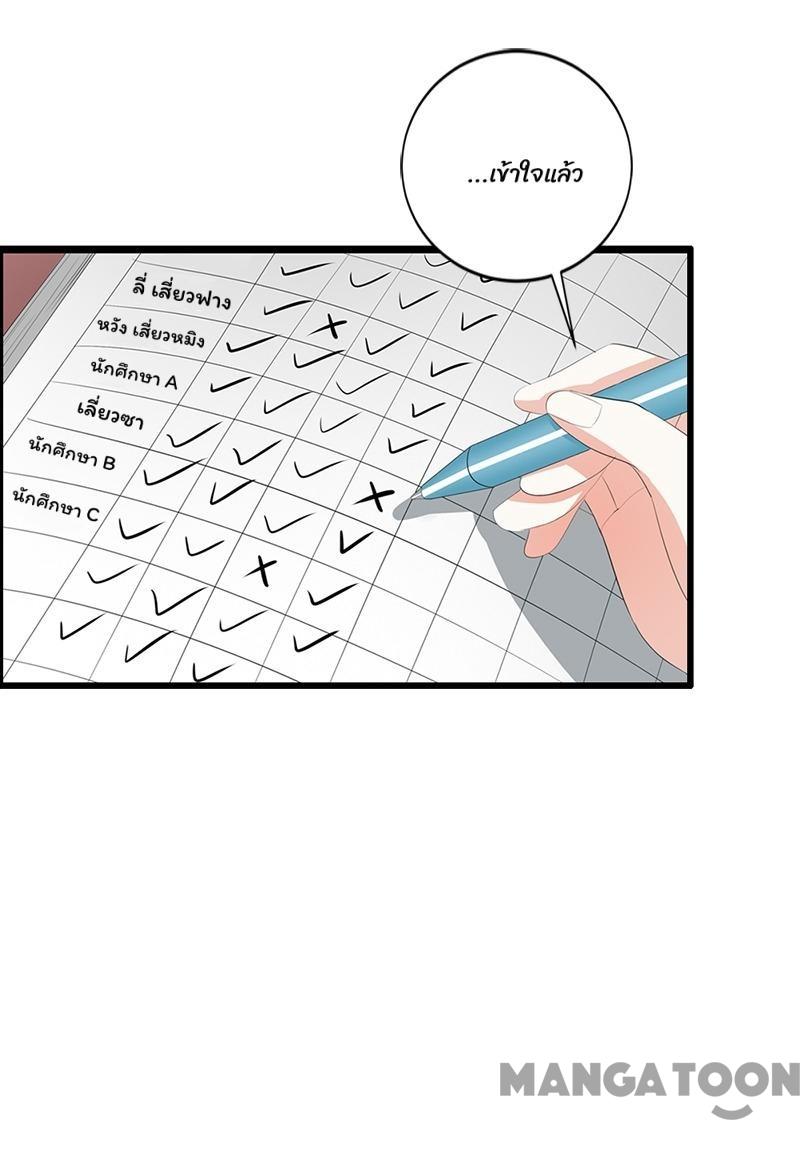 ...เข้าใจแล้ว
ลี่ เสี่ยวฟาง
หวัง เสี่ยวหมิง
นักศึกษา A
เลี่ยวซา
นักศึกษา B
นักศึกษา C
MANGATOON